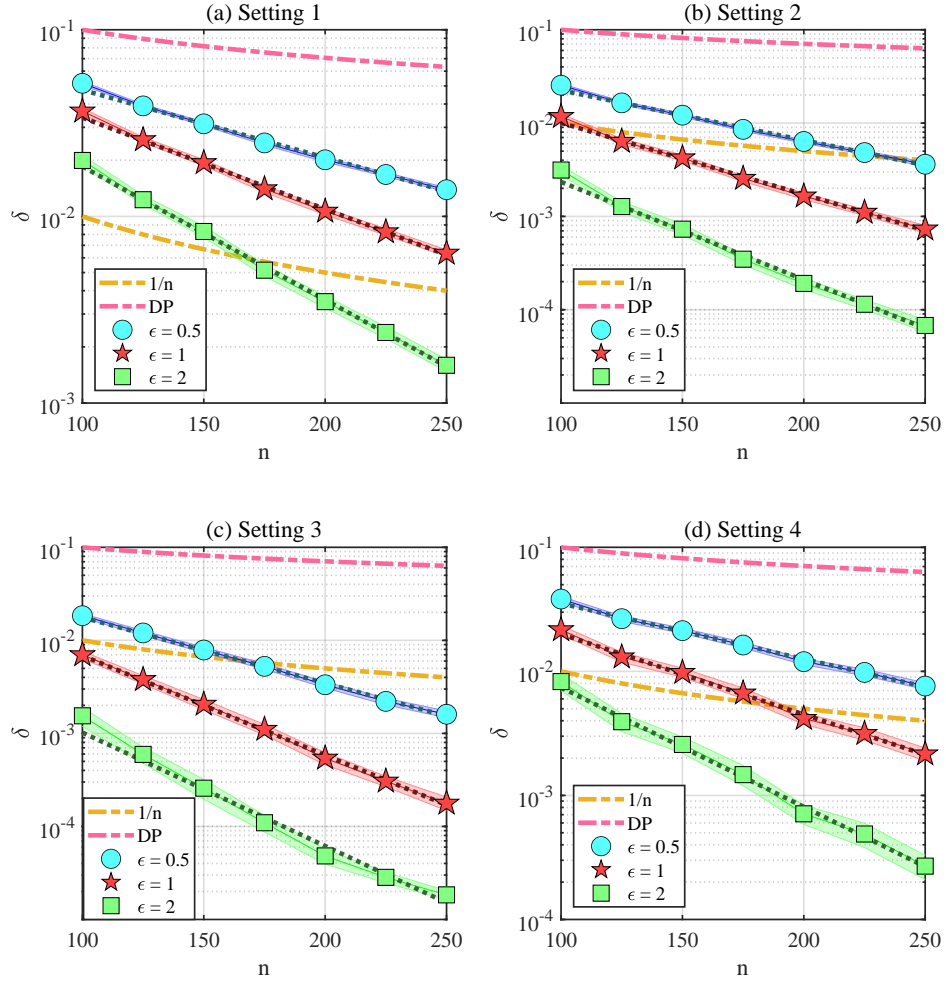 (a) Setting 1
10^-1
10^-2
10^-3
δ
1/n
DP
ϵ = 0.5
ϵ = 1
ϵ = 2
100 150 200 250
n
(b) Setting 2
10^-1
10^-2
10^-3
10^-4
δ
1/n
DP
ϵ = 0.5
ϵ = 1
ϵ = 2
100 150 200 250
n
(c) Setting 3
10^-1
10^-2
10^-3
10^-4
δ
1/n
DP
ϵ = 0.5
ϵ = 1
ϵ = 2
100 150 200 250
n
(d) Setting 4
10^-1
10^-2
10^-3
10^-4
δ
1/n
DP
ϵ = 0.5
ϵ = 1
ϵ = 2
100 150 200 250
n